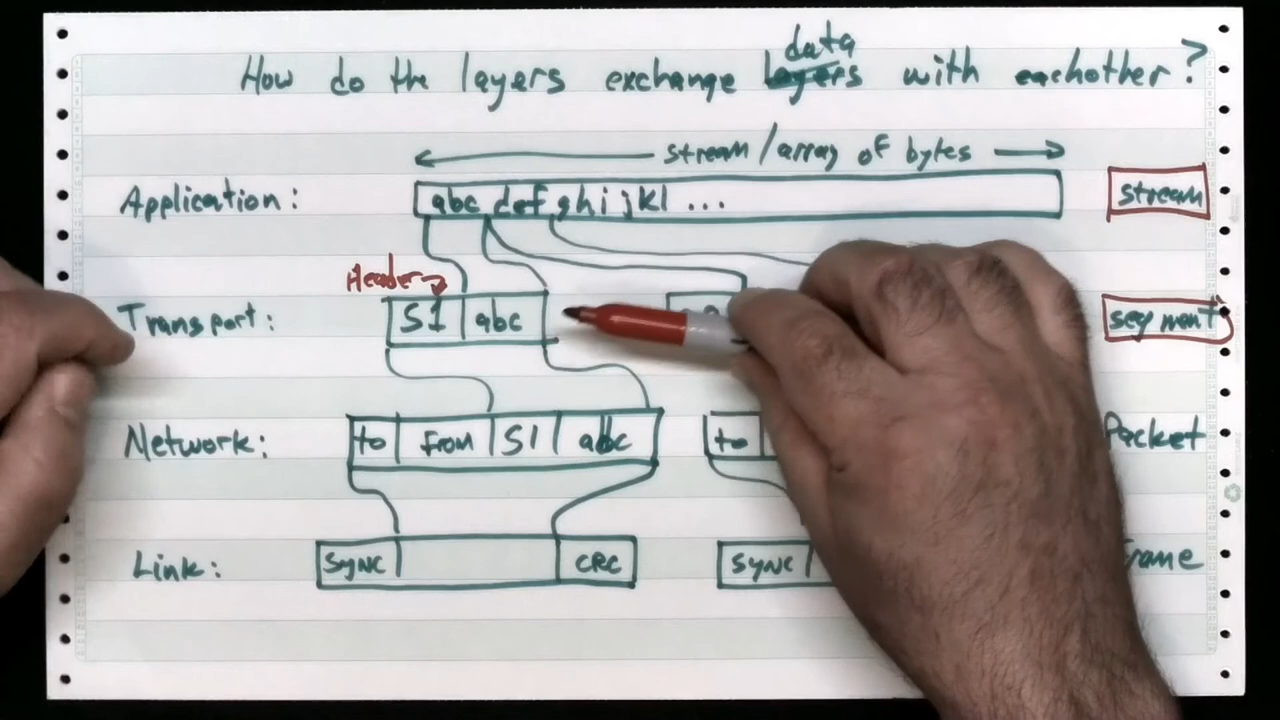 data
How do the layers exchange layers with eachother?
stream/array of bytes
Application: abc def ghi jkl ... stream
Header
Transport: S1 abc segment
Network: to from S1 abc to Packet
Link: SYNC CRC SYNC